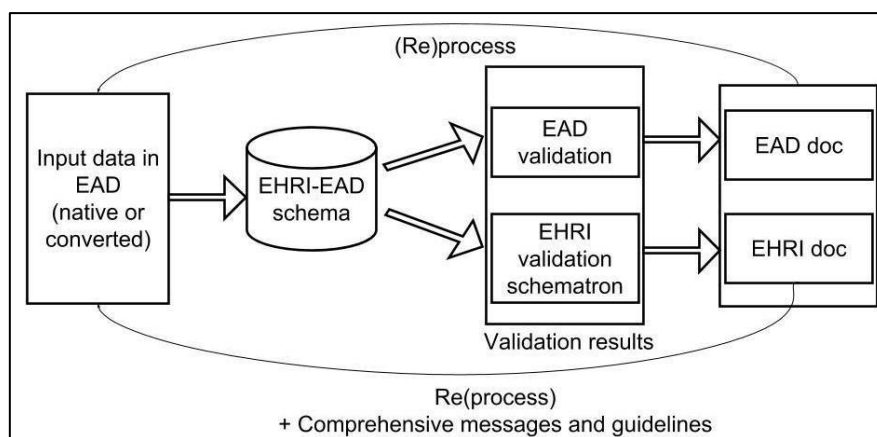 (Re)process
Input data in
EAD
(native or
converted)
EHRI-EAD
schema
EAD
validation
EHRI
validation
schematron
Validation results
EAD doc
EHRI doc
Re(process)
+ Comprehensive messages and guidelines